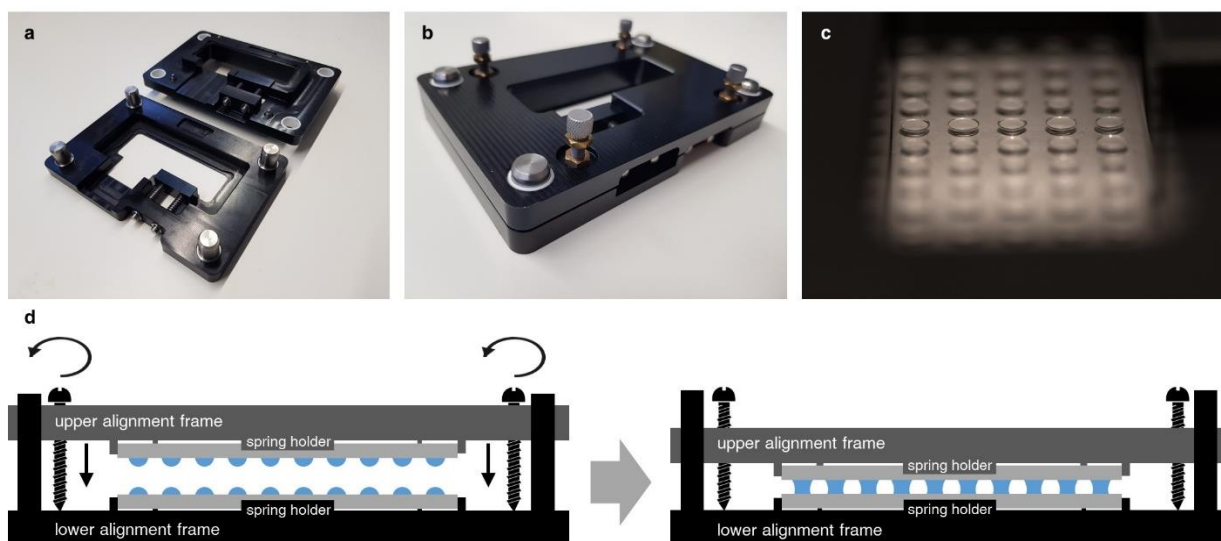 a
b
c
d
upper alignment frame
spring holder
spring holder
lower alignment frame
upper alignment frame
spring holder
spring holder
lower alignment frame